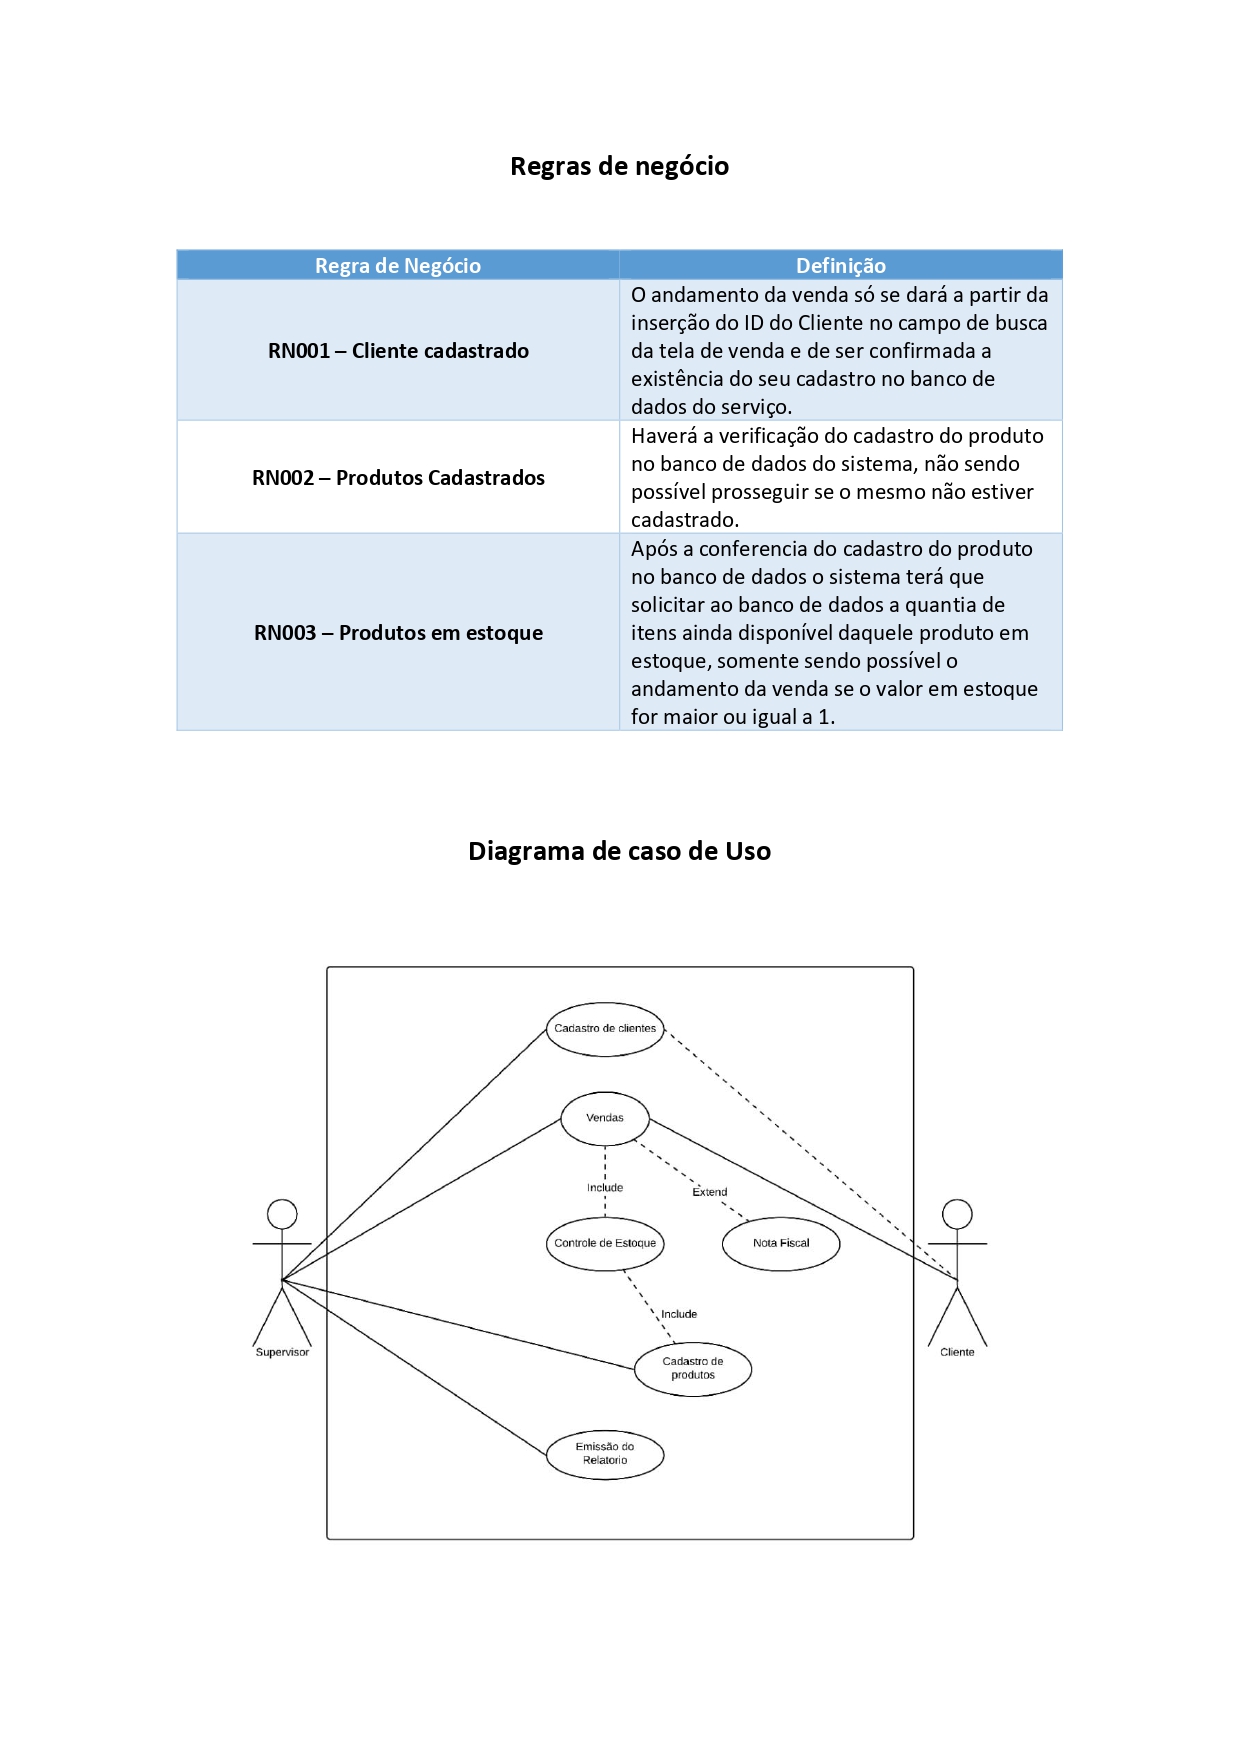 Regras de negócio
Regra de Negócio
Definição
RN001 – Cliente cadastrado
O andamento da venda só se dará a partir da
inserção do ID do Cliente no campo de busca
da tela de venda e de ser confirmada a
existência do seu cadastro no banco de
dados do serviço.
RN002 – Produtos Cadastrados
Haverá a verificação do cadastro do produto
no banco de dados do sistema, não sendo
possível prosseguir se o mesmo não estiver
cadastrado.
RN003 – Produtos em estoque
Após a conferencia do cadastro do produto
no banco de dados o sistema terá que
solicitar ao banco de dados a quantia de
itens ainda disponível daquele produto em
estoque, somente sendo possível o
andamento da venda se o valor em estoque
for maior ou igual a 1.
Diagrama de caso de Uso
Cadastro de clientes
Vendas
Include
Extend
Controle de Estoque
Nota Fiscal
Include
Supervisor
Cliente
Cadastro de
produtos
Emissão do
Relatorio